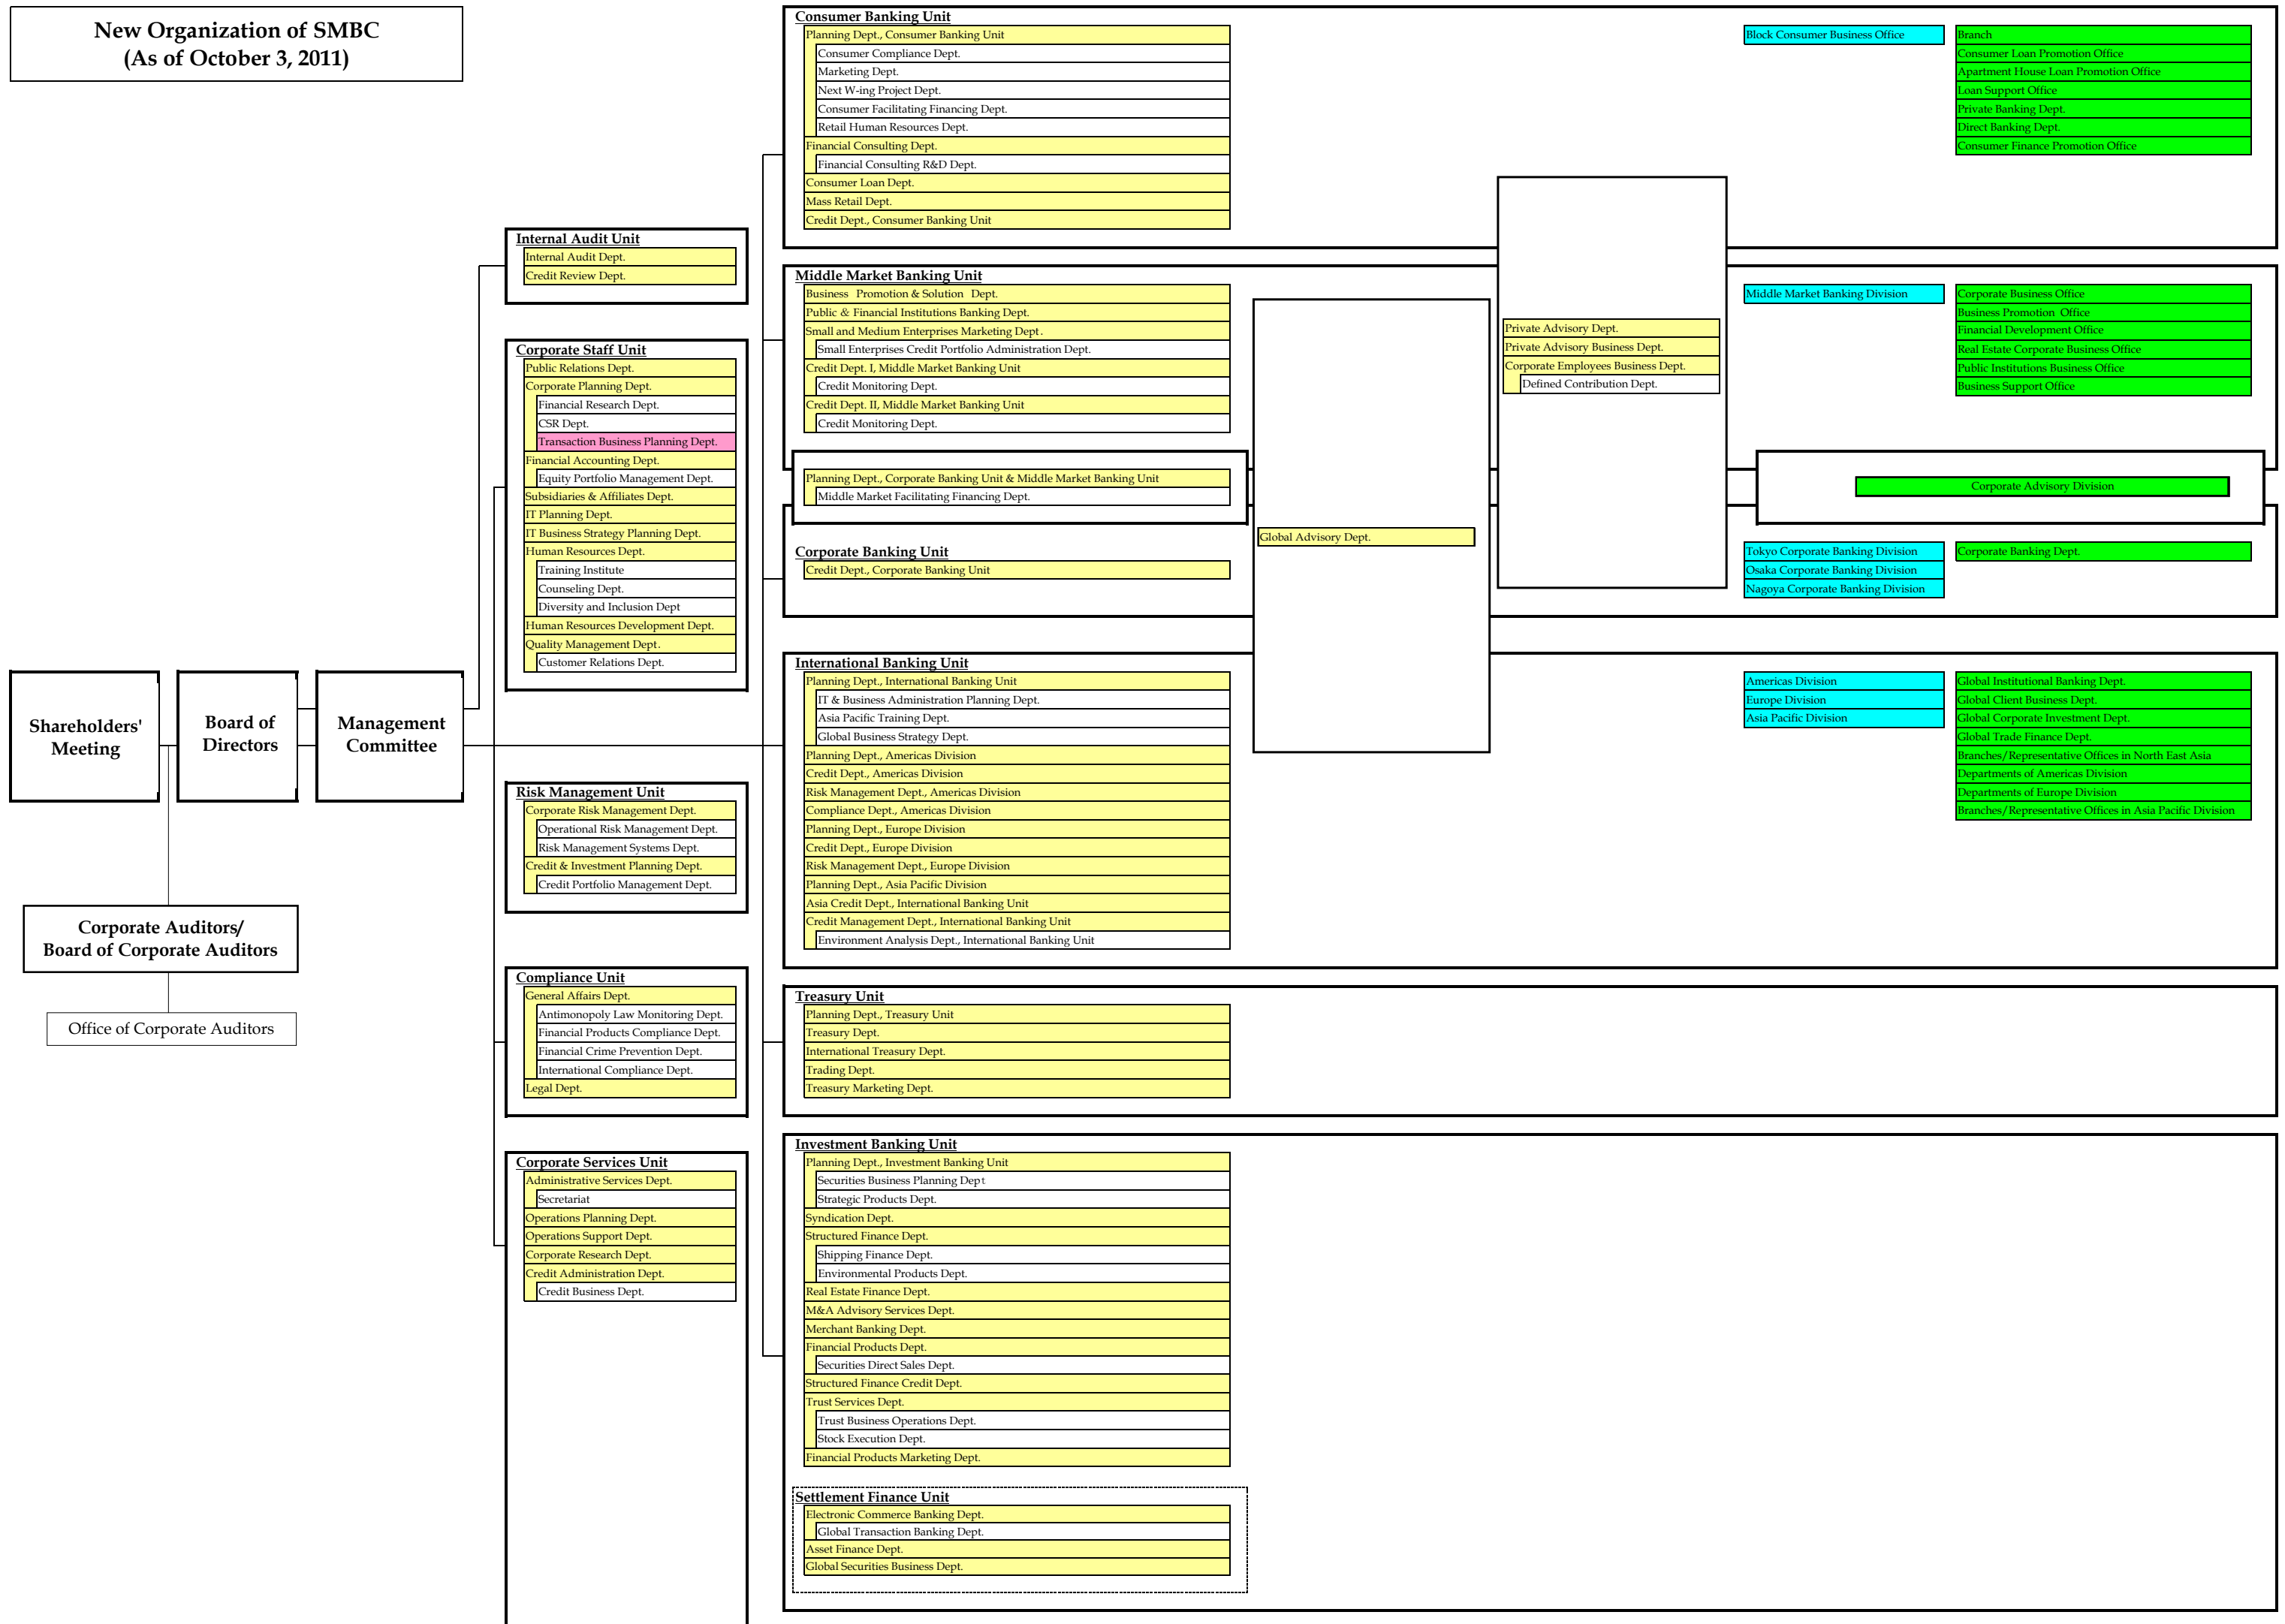 New Organization of SMBC
(As of October 3, 2011)
Shareholders'
Meeting
Board of
Directors
Management
Committee
Corporate Auditors/
Board of Corporate Auditors
Office of Corporate Auditors
Internal Audit Unit
Internal Audit Dept.
Credit Review Dept.
Corporate Staff Unit
Public Relations Dept.
Corporate Planning Dept.
Financial Research Dept.
CSR Dept.
Transaction Business Planning Dept.
Financial Accounting Dept.
Equity Portfolio Management Dept.
Subsidiaries & Affiliates Dept.
IT Planning Dept.
IT Business Strategy Planning Dept.
Human Resources Dept.
Training Institute
Counseling Dept.
Diversity and Inclusion Dept
Human Resources Development Dept.
Quality Management Dept.
Customer Relations Dept.
Risk Management Unit
Corporate Risk Management Dept.
Operational Risk Management Dept.
Risk Management Systems Dept.
Credit & Investment Planning Dept.
Credit Portfolio Management Dept.
Compliance Unit
General Affairs Dept.
Antimonopoly Law Monitoring Dept.
Financial Products Compliance Dept.
Financial Crime Prevention Dept.
International Compliance Dept.
Legal Dept.
Corporate Services Unit
Administrative Services Dept.
Secretariat
Operations Planning Dept.
Operations Support Dept.
Corporate Research Dept.
Credit Administration Dept.
Credit Business Dept.
Consumer Banking Unit
Planning Dept., Consumer Banking Unit
Consumer Compliance Dept.
Marketing Dept.
Next W-ing Project Dept.
Consumer Facilitating Financing Dept.
Retail Human Resources Dept.
Financial Consulting Dept.
Financial Consulting R&D Dept.
Consumer Loan Dept.
Mass Retail Dept.
Credit Dept., Consumer Banking Unit
Block Consumer Business Office
Branch
Consumer Loan Promotion Office
Apartment House Loan Promotion Office
Loan Support Office
Private Banking Dept.
Direct Banking Dept.
Consumer Finance Promotion Office
Middle Market Banking Unit
Business Promotion & Solution Dept.
Public & Financial Institutions Banking Dept.
Small and Medium Enterprises Marketing Dept.
Small Enterprises Credit Portfolio Administration Dept.
Credit Dept. I, Middle Market Banking Unit
Credit Monitoring Dept.
Credit Dept. II, Middle Market Banking Unit
Credit Monitoring Dept.
Private Advisory Dept.
Private Advisory Business Dept.
Corporate Employees Business Dept.
Defined Contribution Dept.
Middle Market Banking Division
Corporate Business Office
Business Promotion Office
Financial Development Office
Real Estate Corporate Business Office
Public Institutions Business Office
Business Support Office
Planning Dept., Corporate Banking Unit & Middle Market Banking Unit
Middle Market Facilitating Financing Dept.
Corporate Advisory Division
Global Advisory Dept.
Corporate Banking Unit
Credit Dept., Corporate Banking Unit
Tokyo Corporate Banking Division
Osaka Corporate Banking Division
Nagoya Corporate Banking Division
Corporate Banking Dept.
International Banking Unit
Planning Dept., International Banking Unit
IT & Business Administration Planning Dept.
Asia Pacific Training Dept.
Global Business Strategy Dept.
Planning Dept., Americas Division
Credit Dept., Americas Division
Risk Management Dept., Americas Division
Compliance Dept., Americas Division
Planning Dept., Europe Division
Credit Dept., Europe Division
Risk Management Dept., Europe Division
Planning Dept., Asia Pacific Division
Asia Credit Dept., International Banking Unit
Credit Management Dept., International Banking Unit
Environment Analysis Dept., International Banking Unit
Americas Division
Europe Division
Asia Pacific Division
Global Institutional Banking Dept.
Global Client Business Dept.
Global Corporate Investment Dept.
Global Trade Finance Dept.
Branches/Representative Offices in North East Asia
Departments of Americas Division
Departments of Europe Division
Branches/Representative Offices in Asia Pacific Division
Treasury Unit
Planning Dept., Treasury Unit
Treasury Dept.
International Treasury Dept.
Trading Dept.
Treasury Marketing Dept.
Investment Banking Unit
Planning Dept., Investment Banking Unit
Securities Business Planning Dept
Strategic Products Dept.
Syndication Dept.
Structured Finance Dept.
Shipping Finance Dept.
Environmental Products Dept.
Real Estate Finance Dept.
M&A Advisory Services Dept.
Merchant Banking Dept.
Financial Products Dept.
Securities Direct Sales Dept.
Structured Finance Credit Dept.
Trust Services Dept.
Trust Business Operations Dept.
Stock Execution Dept.
Financial Products Marketing Dept.
Settlement Finance Unit
Electronic Commerce Banking Dept.
Global Transaction Banking Dept.
Asset Finance Dept.
Global Securities Business Dept.